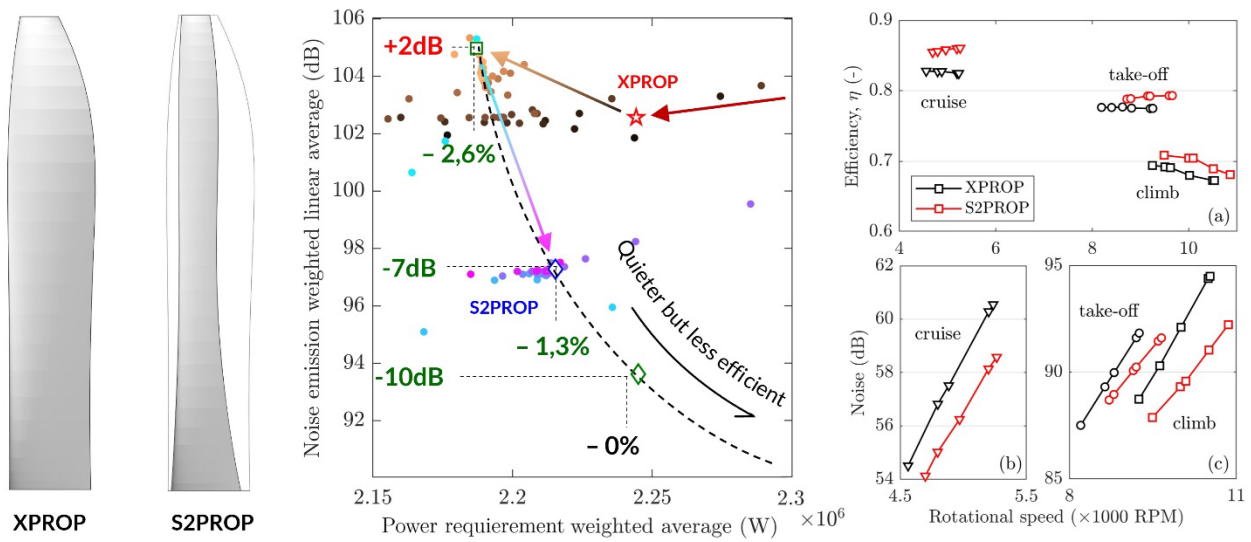 XPROP
S2PROP
Noise emission weighted linear average (dB)
106
104
102
100
98
96
94
92
+2dB
-7dB
-10dB
XPROP
– 2,6%
S2PROP
– 1,3%
– 0%
Quieter but less efficient
2.15
2.2
2.25
2.3
×10⁶
Power requierement weighted average (W)
Efficiency, η (-)
0.9
0.8
0.7
0.6
cruise
take-off
climb
XPROP
S2PROP
(a)
4
6
8
10
Noise (dB)
62
60
58
56
54
cruise
(b)
4.5
5.5
95
90
85
take-off
climb
(c)
8
11
Rotational speed (×1000 RPM)